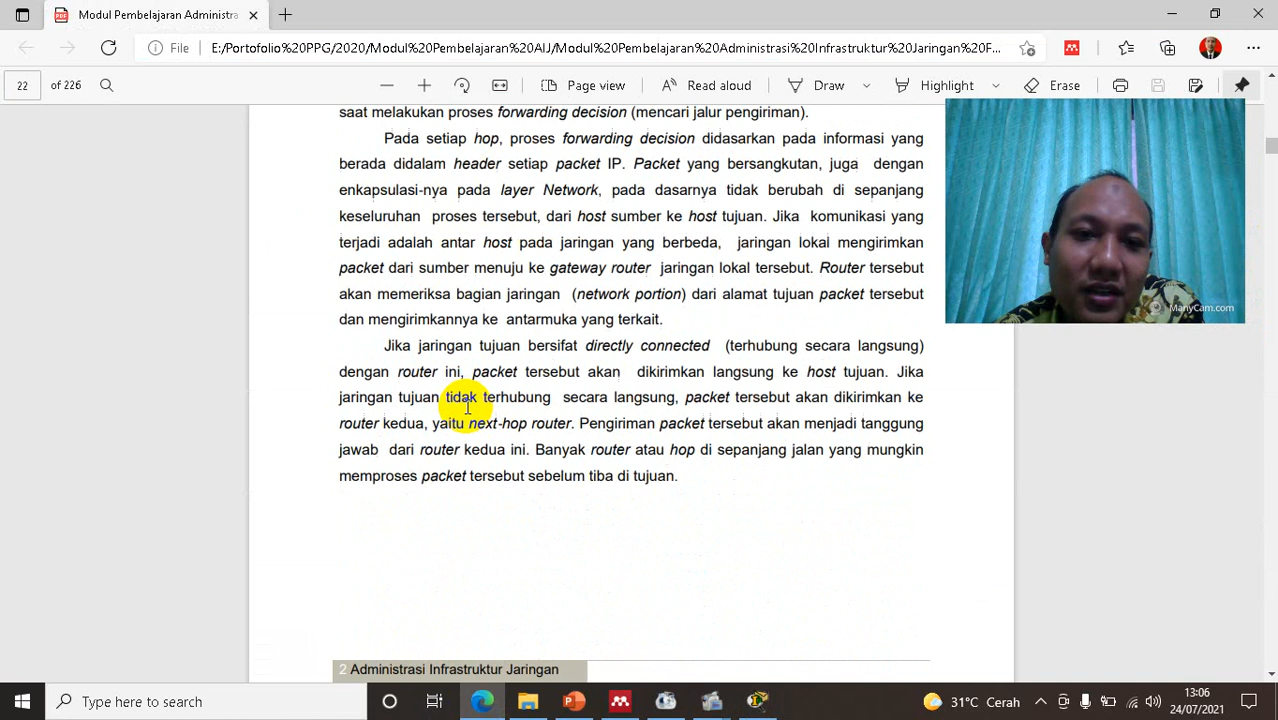 Modul Pembelajaran Administra
File E:/Portofolio%20PPG/2020/Modul%20Pembelajaran%20AIJ/Modul%20Pembelajaran%20Administrasi%20Infrastruktur%20Jaringan%20F...
22 of 226 Page view Read aloud Draw Highlight Erase
saat melakukan proses forwarding decision (mencari jalur pengiriman).
Pada setiap hop, proses forwarding decision didasarkan pada informasi yang
berada didalam header setiap packet IP. Packet yang bersangkutan, juga dengan
enkapsulasi-nya pada layer Network, pada dasarnya tidak berubah di sepanjang
keseluruhan proses tersebut, dari host sumber ke host tujuan. Jika komunikasi yang
terjadi adalah antar host pada jaringan yang berbeda, jaringan lokal mengirimkan
packet dari sumber menuju ke gateway router jaringan lokal tersebut. Router tersebut
akan memeriksa bagian jaringan (network portion) dari alamat tujuan packet tersebut
dan mengirimkannya ke antarmuka yang terkait.
ManyCam.com
Jika jaringan tujuan bersifat directly connected (terhubung secara langsung)
dengan router ini, packet tersebut akan dikirimkan langsung ke host tujuan. Jika
jaringan tujuan tidak terhubung secara langsung, packet tersebut akan dikirimkan ke
router kedua, yaitu next-hop router. Pengiriman packet tersebut akan menjadi tanggung
jawab dari router kedua ini. Banyak router atau hop di sepanjang jalan yang mungkin
memproses packet tersebut sebelum tiba di tujuan.
2 Administrasi Infrastruktur Jaringan
Type here to search 31°C Cerah 13:06
24/07/2021